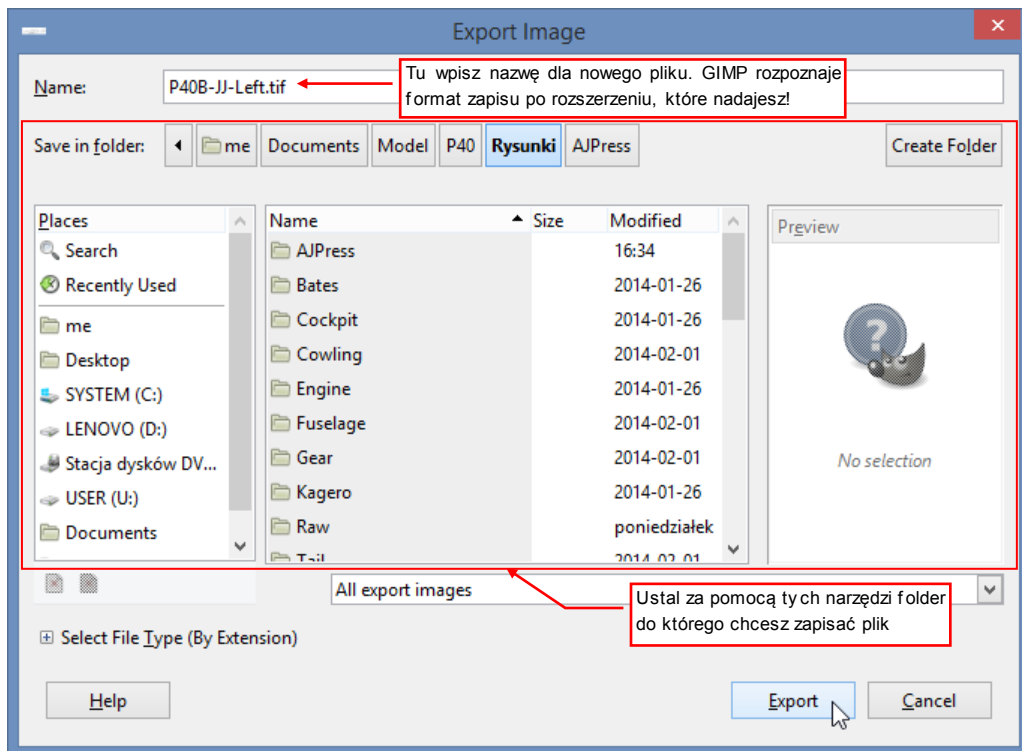 Export Image
Name: P40B-JJ-Left.tif
Tu wpisz nazwę dla nowego pliku. GIMP rozpoznaje
format zapisu po rozszerzeniu, które nadajesz!
Save in folder: me Documents Model P40 Rysunki AJPress Create Folder
Places Name Size Modified Preview
Search AJPress 16:34
Recently Used Bates 2014-01-26
me Cockpit 2014-01-26
Desktop Cowling 2014-02-01
SYSTEM (C:) Engine 2014-01-26
LENOVO (D:) Fuselage 2014-02-01
Stacja dysków DV... Gear 2014-02-01 No selection
USER (U:) Kagero 2014-01-26
Documents Raw poniedziałek
Tail 2014-02-01
All export images
Ustal za pomocą tych narzędzi folder
do którego chcesz zapisać plik
Select File Type (By Extension)
Help Export Cancel